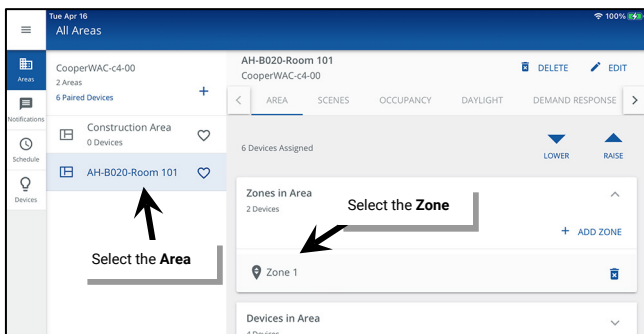 Tue Apr 16
100%
All Areas
Areas
Notifications
Schedule
Devices
CooperWAC-c4-00
2 Areas
6 Paired Devices
+
Construction Area
0 Devices
AH-B020-Room 101
Select the Area
AH-B020-Room 101
CooperWAC-c4-00
DELETE
EDIT
< AREA SCENES OCCUPANCY DAYLIGHT DEMAND RESPONSE >
6 Devices Assigned
LOWER
RAISE
Zones in Area
2 Devices
Select the Zone
+ ADD ZONE
Zone 1
Devices in Area
4 Devices